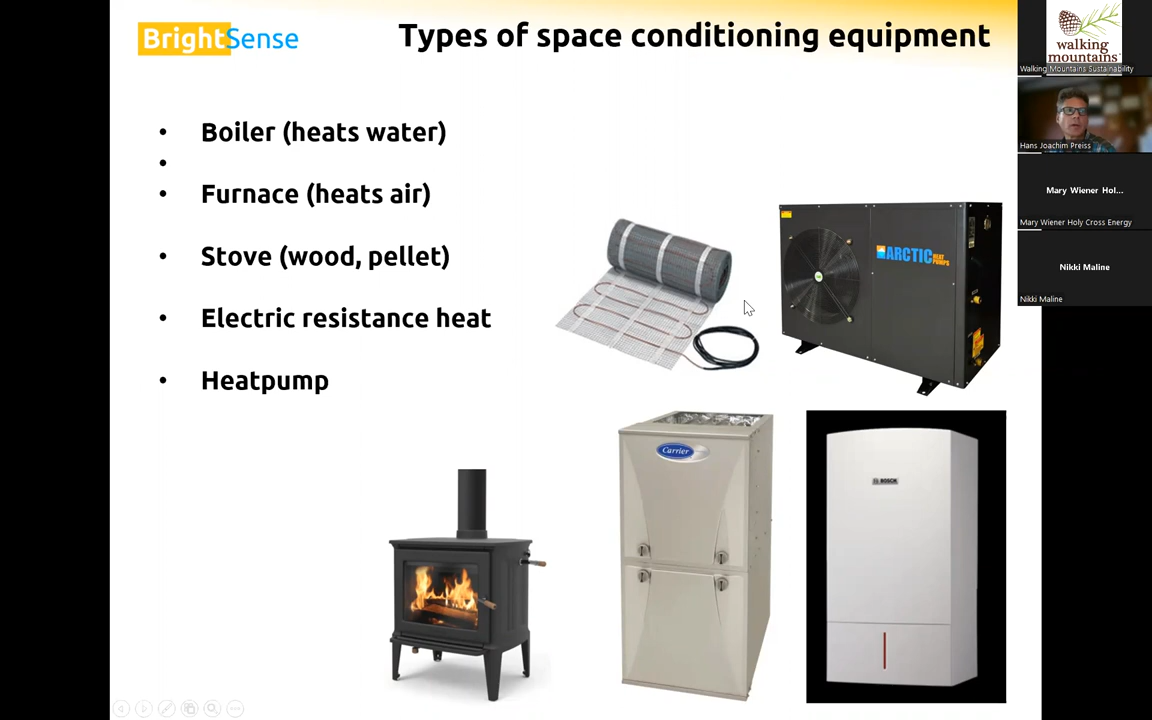 BrightSense
Types of space conditioning equipment
• Boiler (heats water)
•
• Furnace (heats air)
• Stove (wood, pellet)
• Electric resistance heat
• Heatpump
ARCTIC HEAT PUMPS
Carrier
BOSCH
walking
mountains
Walking Mountains Sustainability
Hans Joachim Preiss
Mary Wiener Hol...
Mary Wiener Holy Cross Energy
Nikki Maline
Nikki Maline